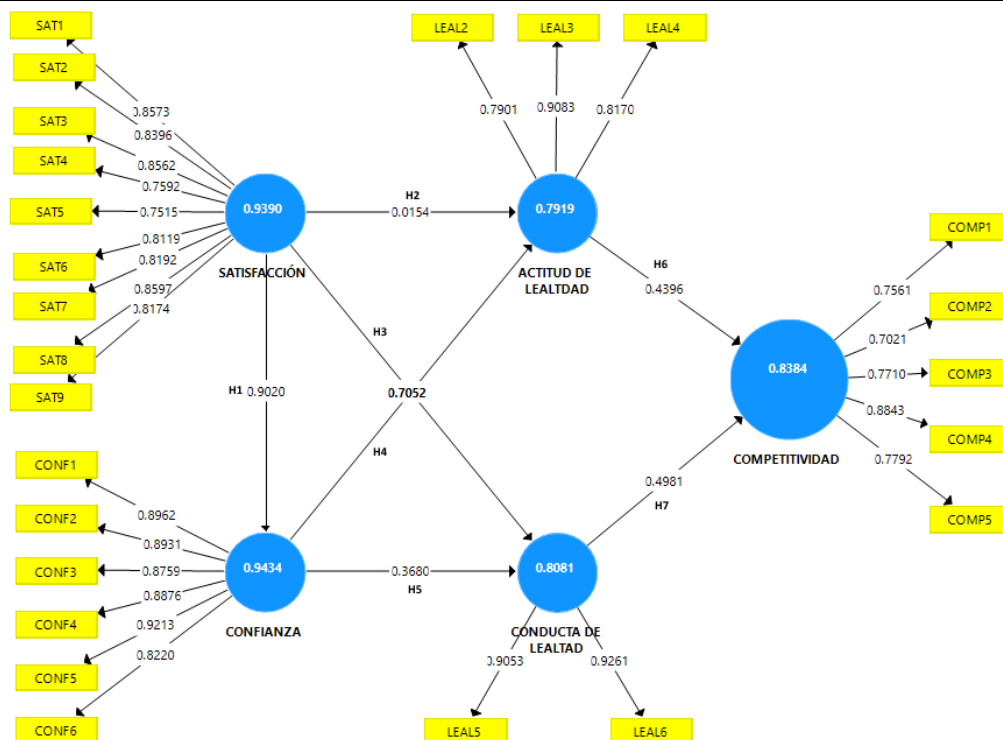 SAT1
SAT2
SAT3
SAT4
SAT5
SAT6
SAT7
SAT8
SAT9
0.8573
0.8396
0.8562
0.7592
0.7515
0.8119
0.8192
0.8597
0.8174
0.9390
SATISFACCIÓN
LEAL2
LEAL3
LEAL4
0.7901
0.9083
0.8170
H2
0.0154
0.7919
ACTITUD DE
LEALTDAD
H1 0.9020
H3
0.7052
H4
H6
0.4396
COMP1
COMP2
COMP3
COMP4
COMP5
0.7561
0.7021
0.7710
0.8843
0.7792
0.8384
COMPETITIVIDAD
CONF1
CONF2
CONF3
CONF4
CONF5
CONF6
0.8962
0.8931
0.8759
0.8876
0.9213
0.8220
0.9434
CONFIANZA
0.3680
H5
0.8081
CONDUCTA DE
LEALTAD
0.4981
H7
0.9053
0.9261
LEAL5
LEAL6